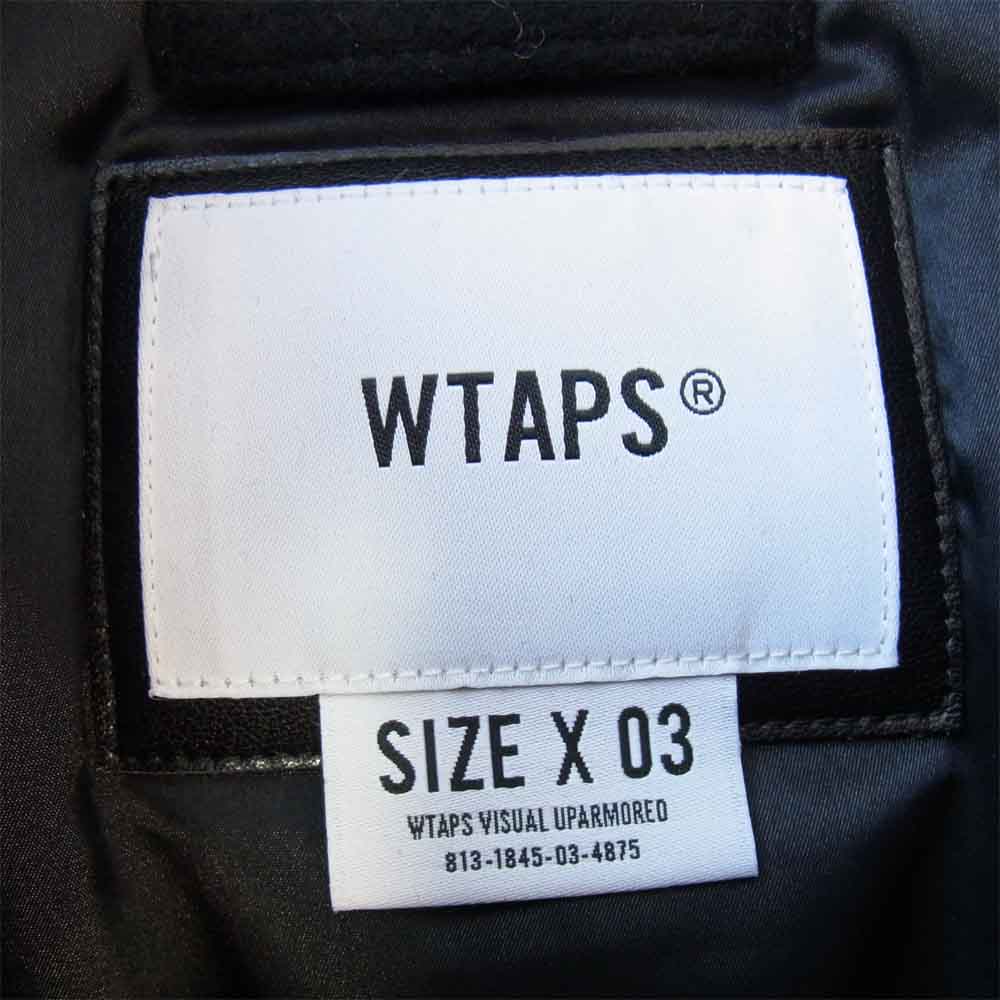 WTAPS®
SIZE X 03
WTAPS VISUAL UPARMORED
813-1845-03-4875